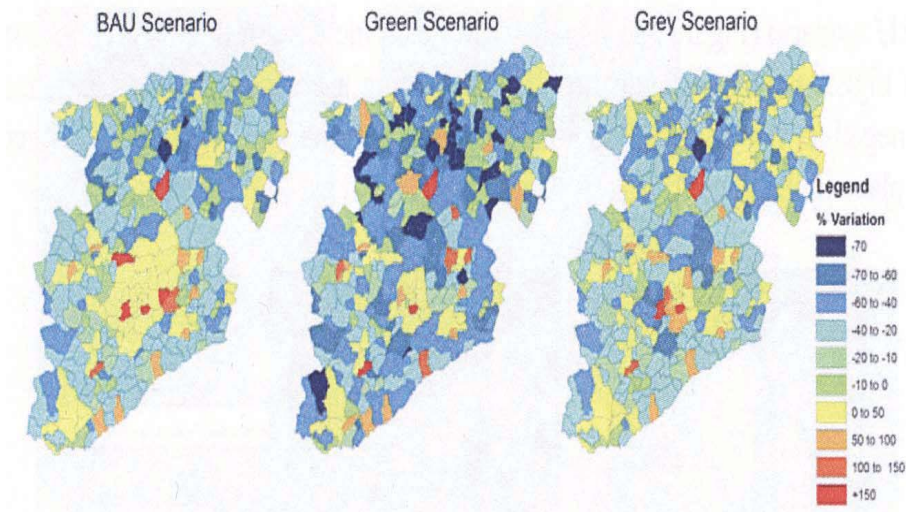 BAU Scenario
Green Scenario
Grey Scenario
Legend
% Variation
-70
-70 to -60
-60 to -40
-40 to -20
-20 to -10
-10 to 0
0 to 50
50 to 100
100 to 150
+150